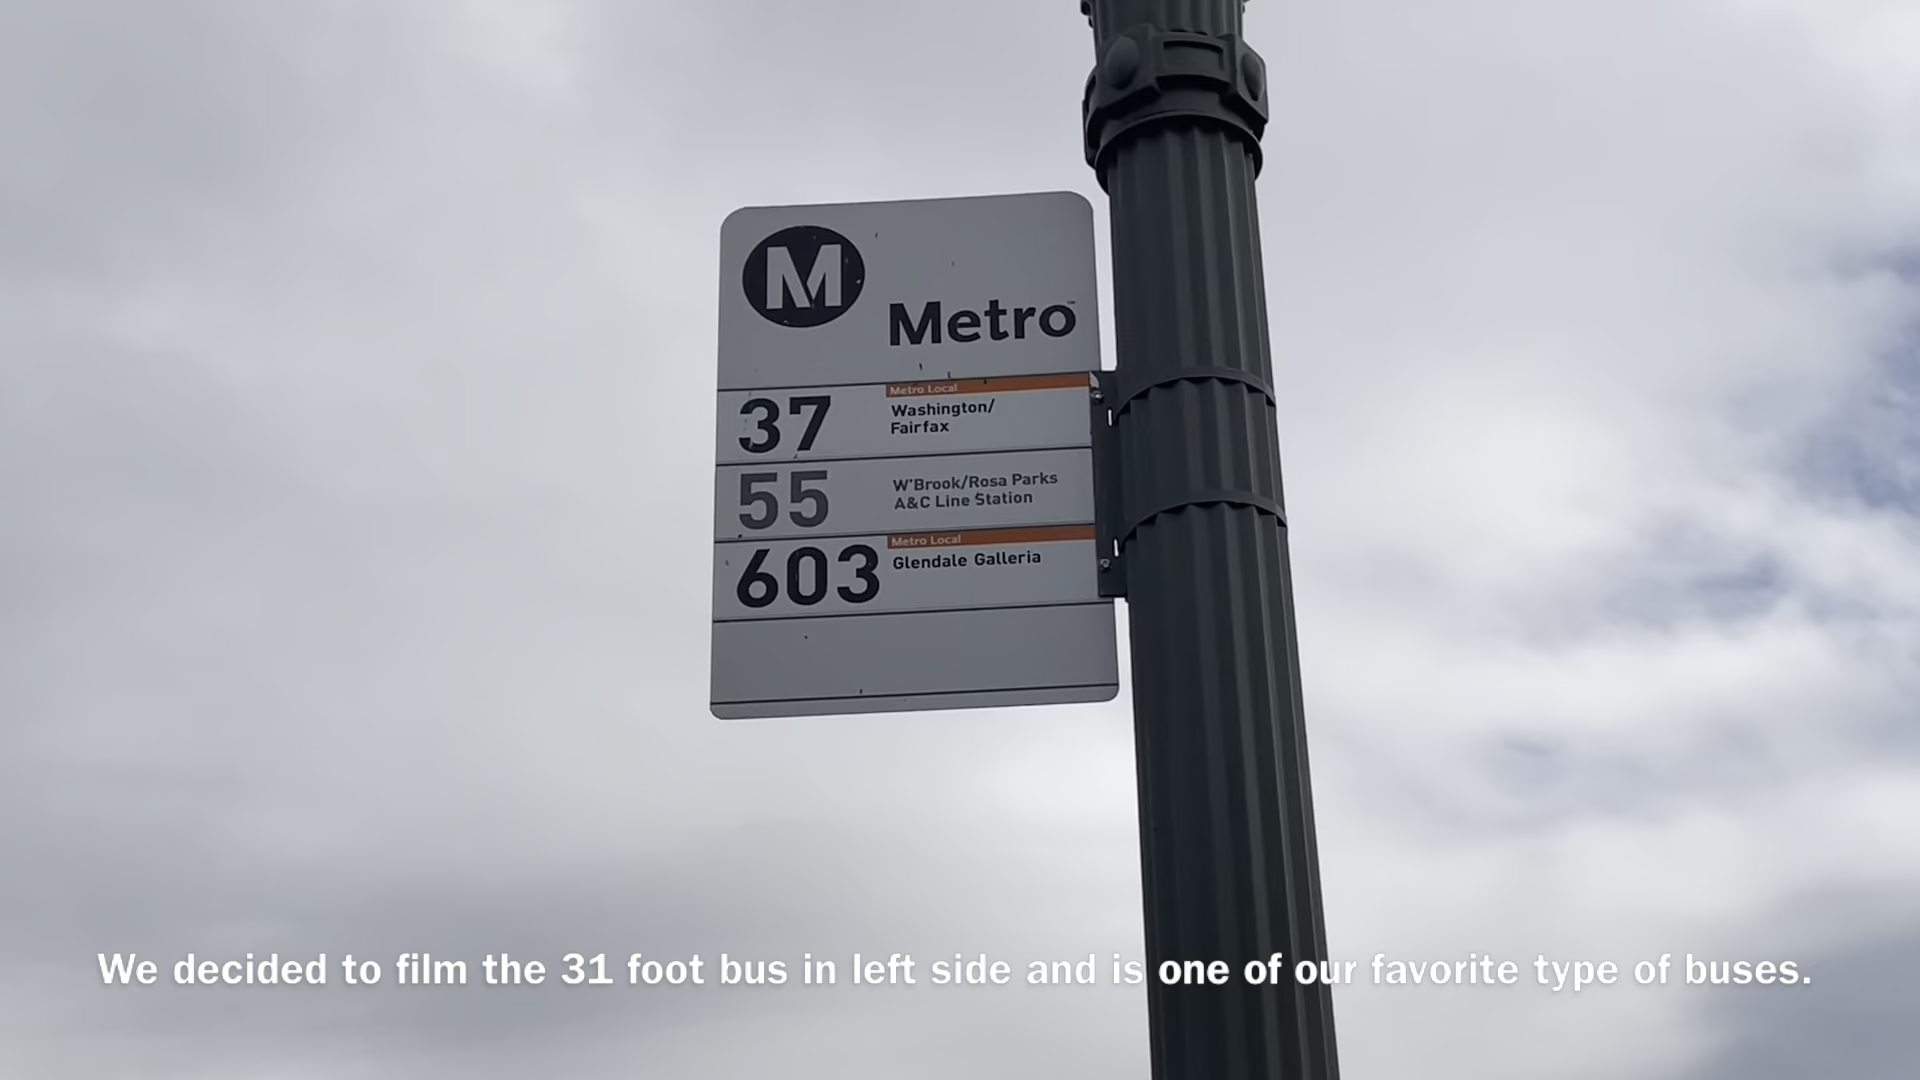 M
Metro™
37
Metro Local
Washington/
Fairfax
55
W'Brook/Rosa Parks
A&C Line Station
603
Metro Local
Glendale Galleria
We decided to film the 31 foot bus in left side and is one of our favorite type of buses.